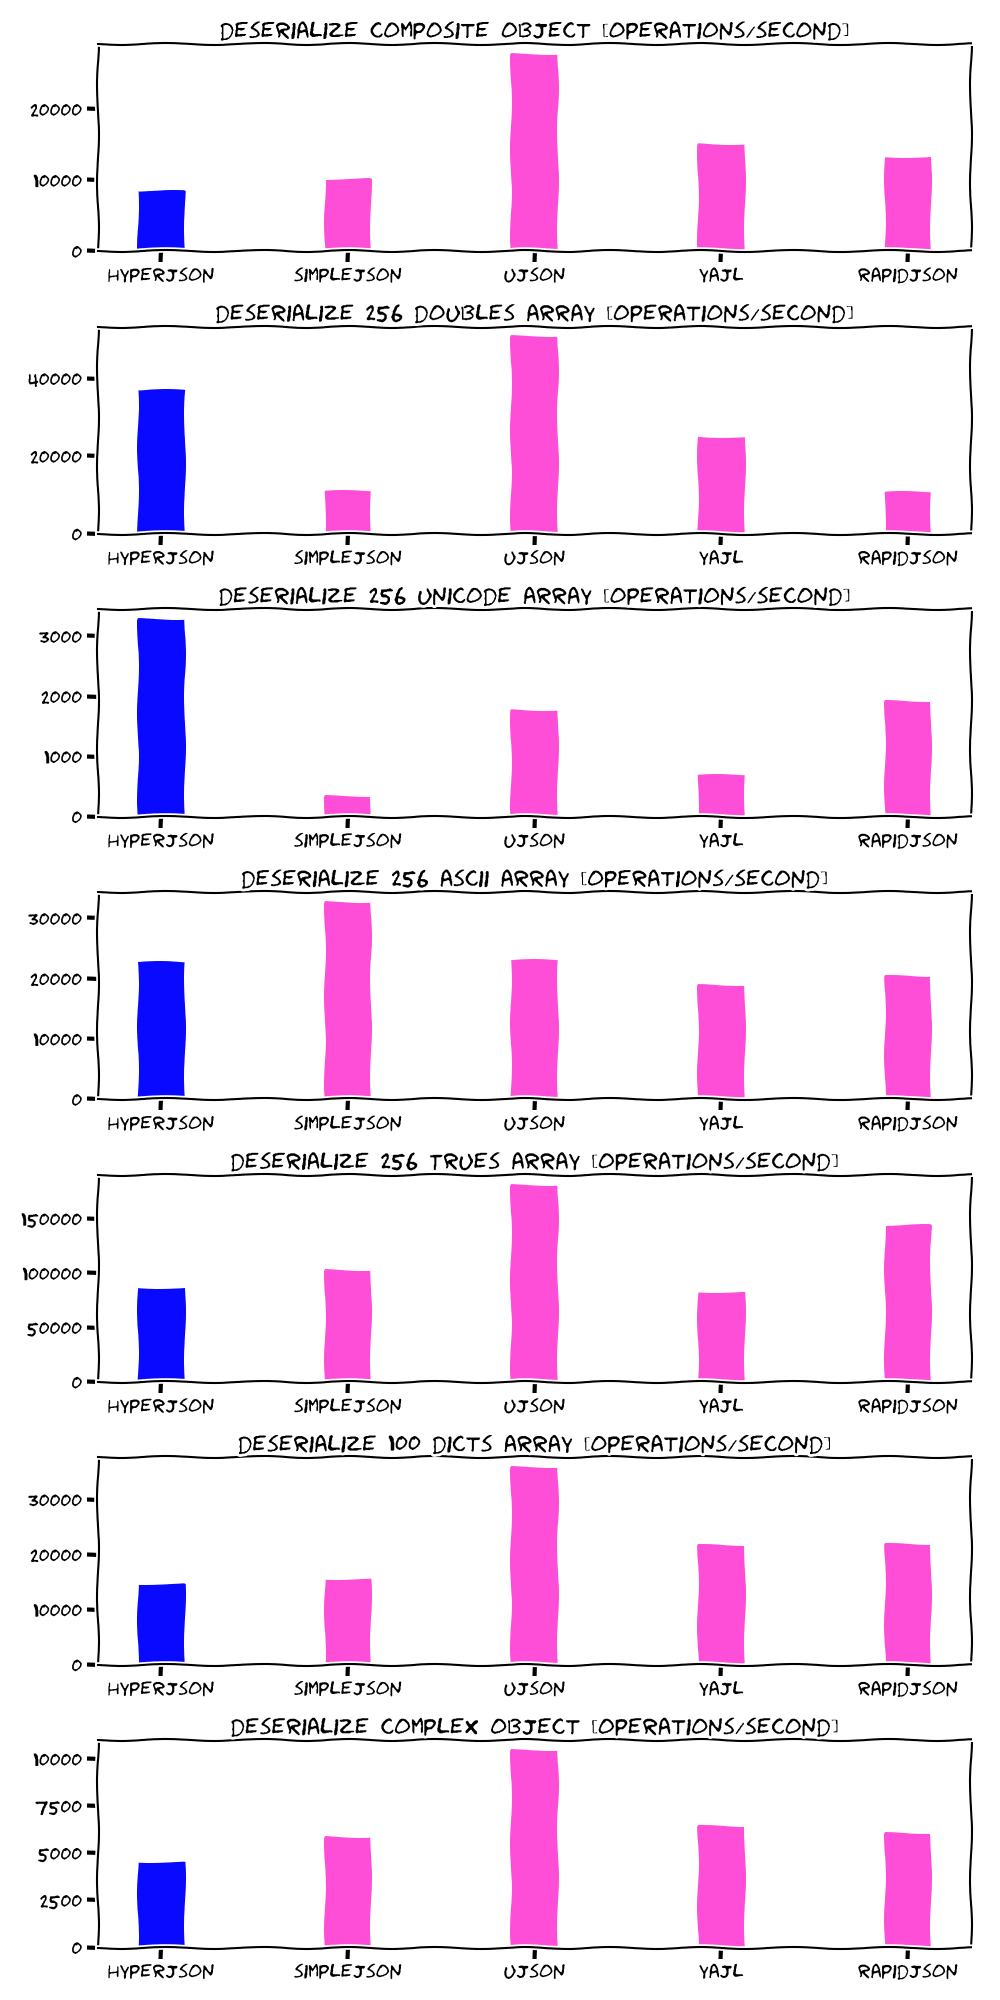 DESERIALIZE COMPOSITE OBJECT [OPERATIONS/SECOND]
20000
10000
0
HYPERJSON SIMPLEJSON UJSON YAJL RAPIDJSON
DESERIALIZE 256 DOUBLES ARRAY [OPERATIONS/SECOND]
40000
20000
0
HYPERJSON SIMPLEJSON UJSON YAJL RAPIDJSON
DESERIALIZE 256 UNICODE ARRAY [OPERATIONS/SECOND]
3000
2000
1000
0
HYPERJSON SIMPLEJSON UJSON YAJL RAPIDJSON
DESERIALIZE 256 ASCII ARRAY [OPERATIONS/SECOND]
30000
20000
10000
0
HYPERJSON SIMPLEJSON UJSON YAJL RAPIDJSON
DESERIALIZE 256 TRUES ARRAY [OPERATIONS/SECOND]
150000
100000
50000
0
HYPERJSON SIMPLEJSON UJSON YAJL RAPIDJSON
DESERIALIZE 100 DICTS ARRAY [OPERATIONS/SECOND]
30000
20000
10000
0
HYPERJSON SIMPLEJSON UJSON YAJL RAPIDJSON
DESERIALIZE COMPLEX OBJECT [OPERATIONS/SECOND]
10000
7500
5000
2500
0
HYPERJSON SIMPLEJSON UJSON YAJL RAPIDJSON